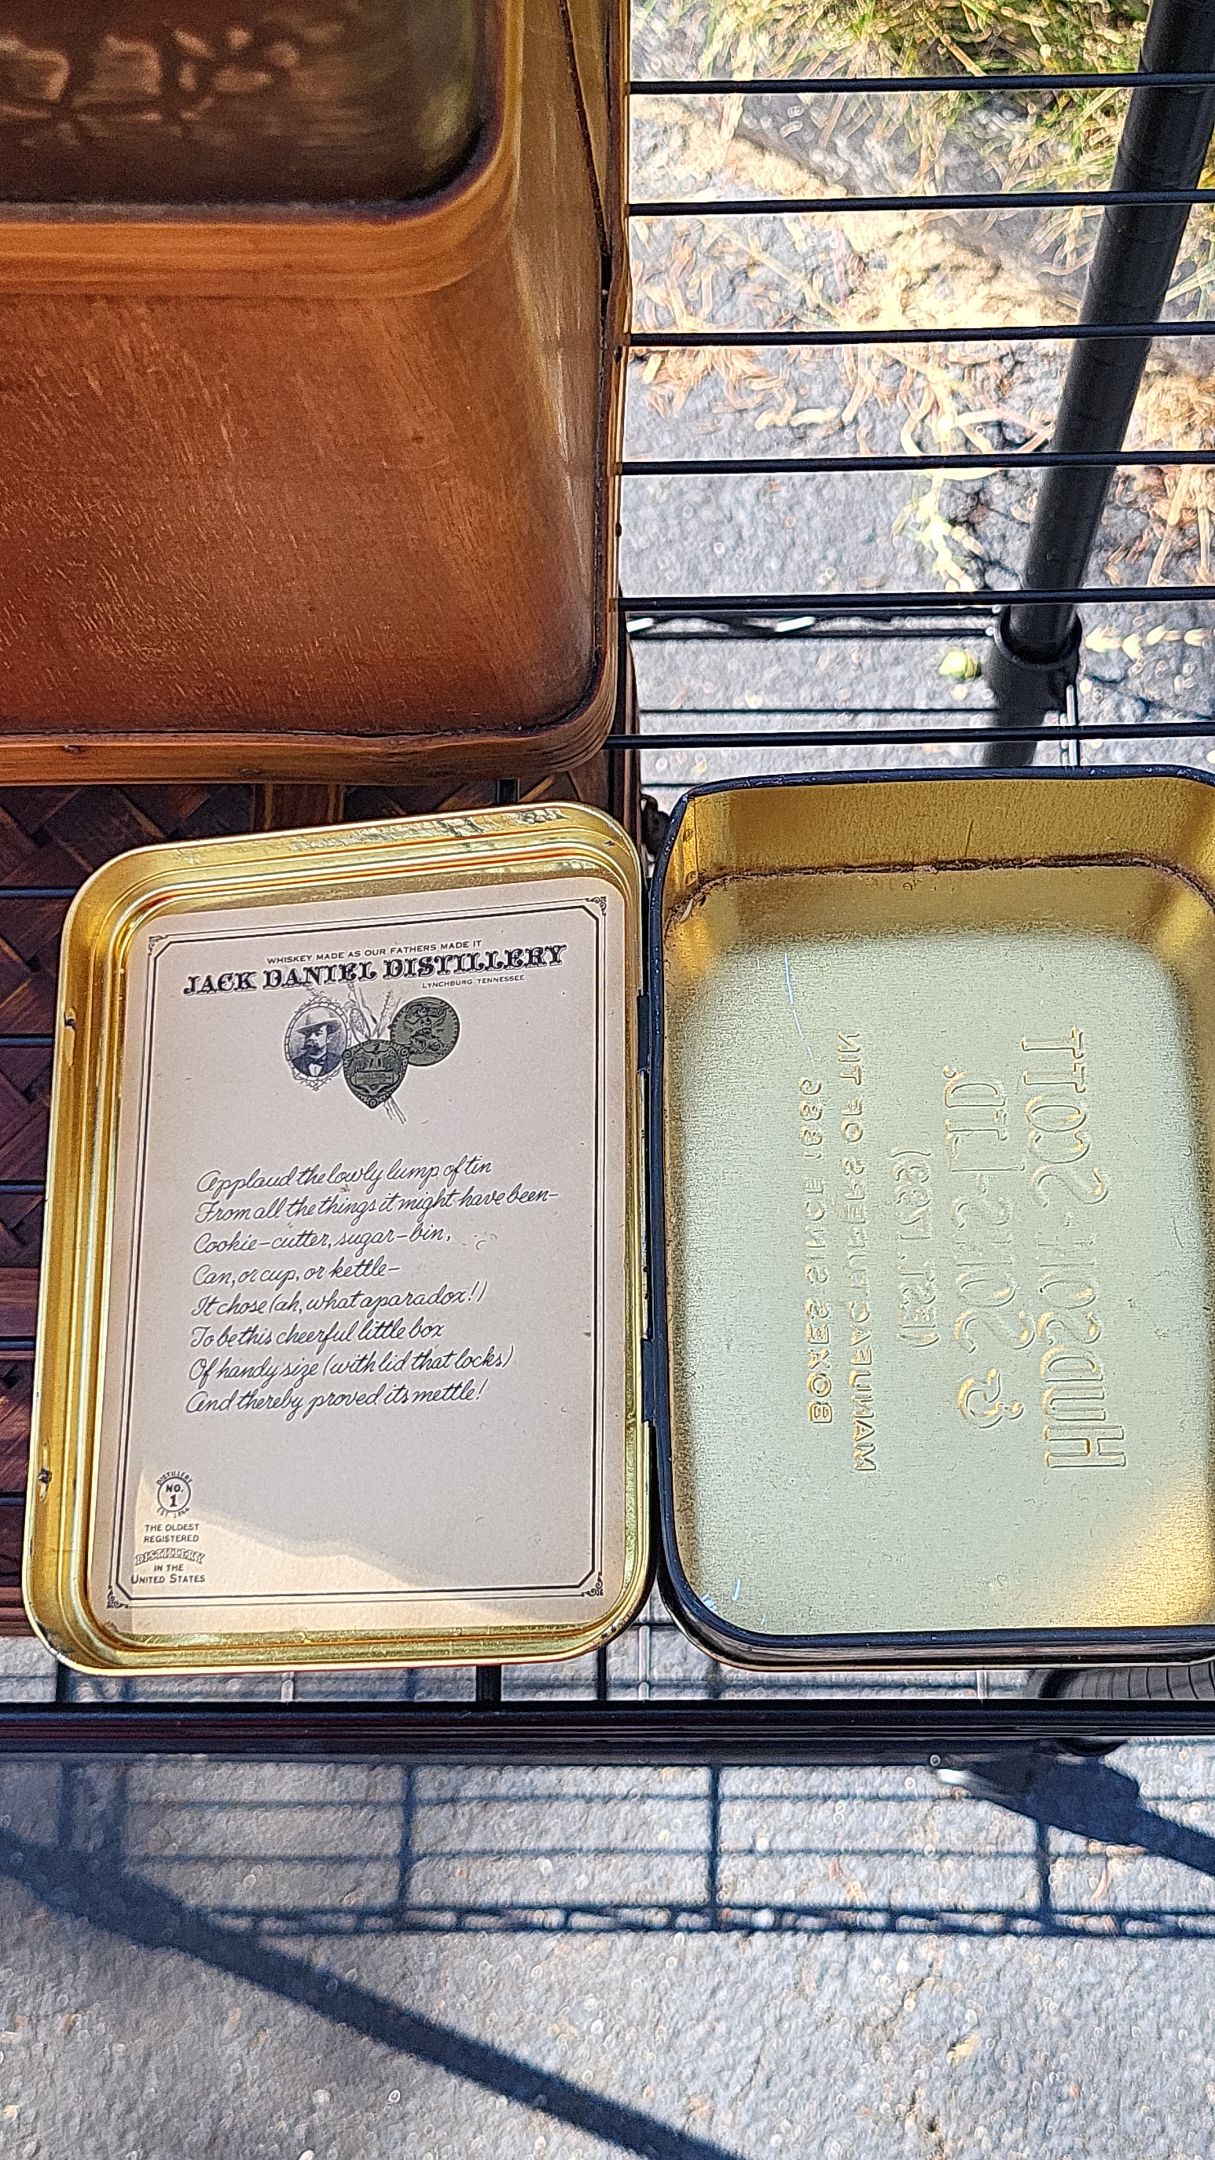 WHISKEY MADE AS OUR FATHERS MADE IT
JACK DANIEL DISTILLERY
LYNCHBURG TENNESSEE
Applaud the lowly lump of tin
From all the things it might have been–
Cookie–cutter, sugar–bin,
Can, or cup, or kettle–
It chose (ah, what a paradox!)
To be this cheerful little box
Of handy size (with lid that locks)
And thereby proved its mettle!
DISTILLERY
NO.
1
EST. 1866
THE OLDEST
REGISTERED
DISTILLERY
IN THE
UNITED STATES
HUDSON SCOTT
& SONS, LTD.
(EST. 1799)
MANUFACTURERS OF TIN
BOXES SINCE 1886